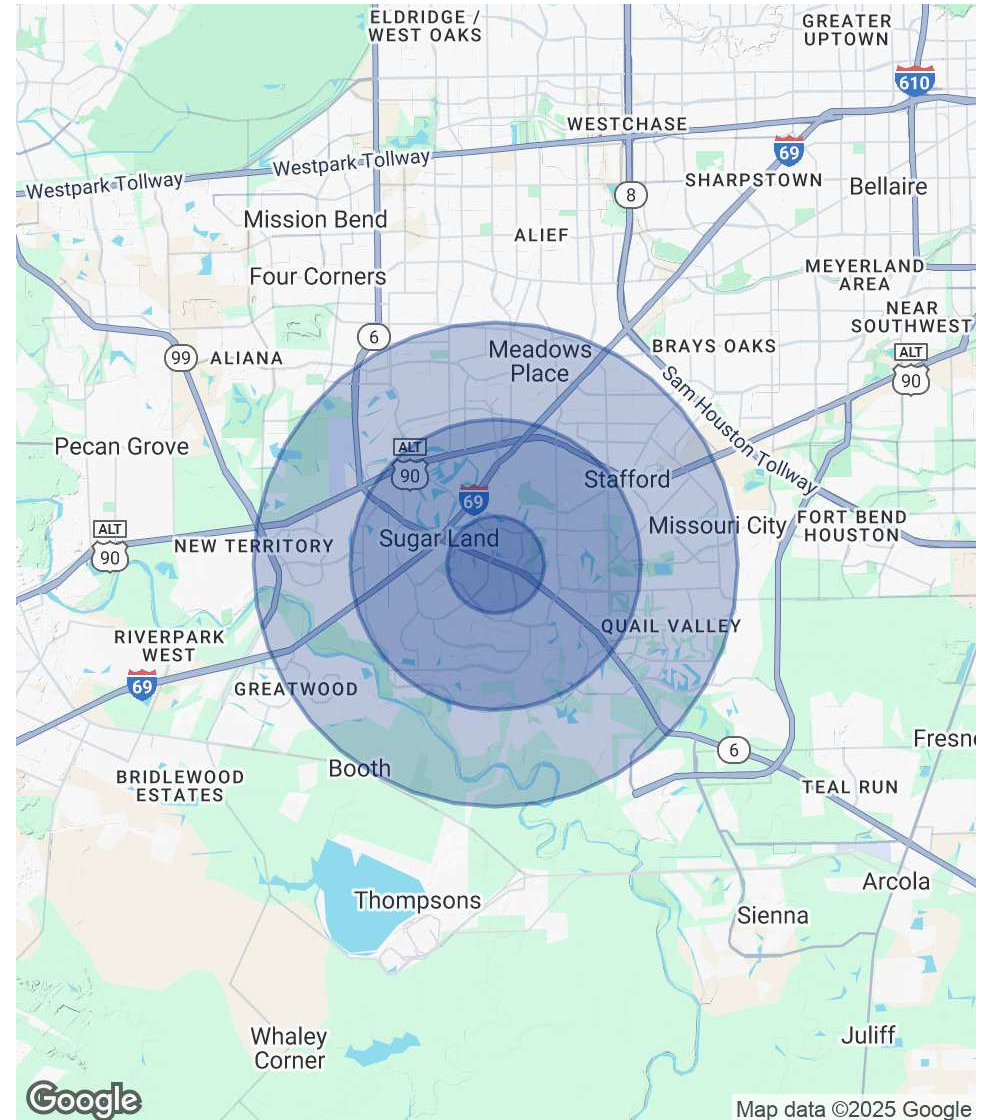 ELDRIDGE /
WEST OAKS
GREATER
UPTOWN
610
WESTCHASE
69
Westpark Tollway
Westpark Tollway
8
SHARPSTOWN
Bellaire
Mission Bend
ALIEF
Four Corners
MEYERLAND
AREA
NEAR
SOUTHWEST
6
Meadows
Place
BRAYS OAKS
99
ALIANA
ALT
90
Sam Houston Tollway
Pecan Grove
ALT
90
Stafford
69
ALT
90
NEW TERRITORY
Sugar Land
Missouri City
FORT BEND
HOUSTON
RIVERPARK
WEST
QUAIL VALLEY
69
GREATWOOD
6
Fresn
Booth
BRIDLEWOOD
ESTATES
TEAL RUN
Arcola
Thompsons
Sienna
Whaley
Corner
Juliff
Google
Map data ©2025 Google